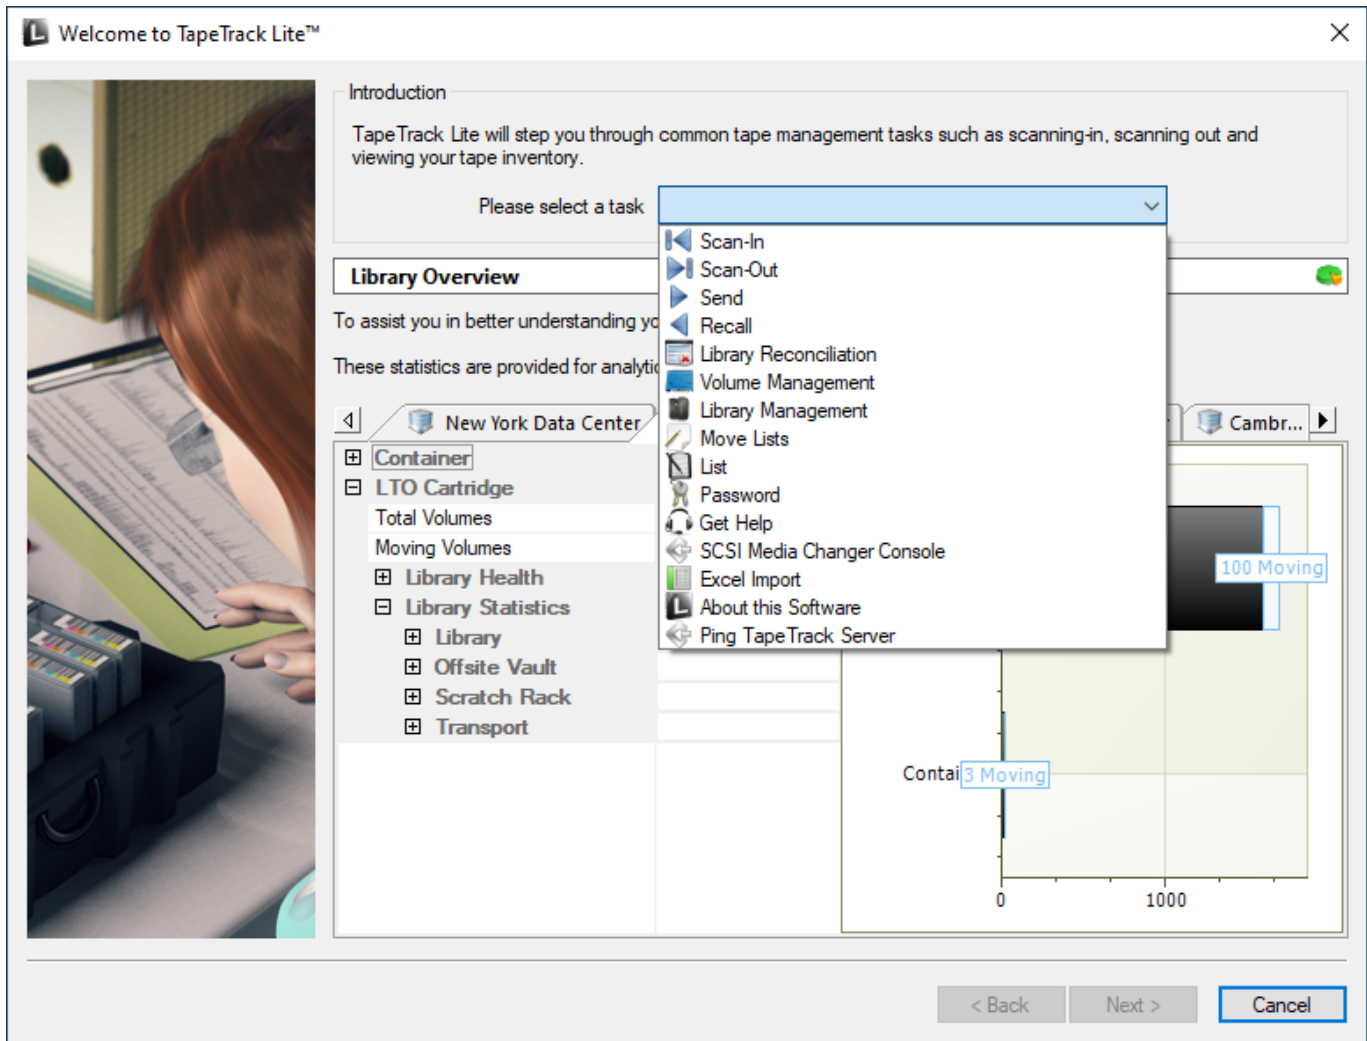 Welcome to TapeTrack Lite™
Introduction
TapeTrack Lite will step you through common tape management tasks such as scanning-in, scanning out and
viewing your tape inventory.
Please select a task
Scan-In
Scan-Out
Send
Recall
Library Reconciliation
Volume Management
Library Management
Move Lists
List
Password
Get Help
SCSI Media Changer Console
Excel Import
About this Software
Ping TapeTrack Server
Library Overview
To assist you in better understanding
These statistics are provided for
New York Data Center
Cambr...
Container
LTO Cartridge
Total Volumes
Moving Volumes
Library Health
Library Statistics
Library
Offsite Vault
Scratch Rack
Transport
100 Moving
Contai
3 Moving
0 1000
< Back Next > Cancel